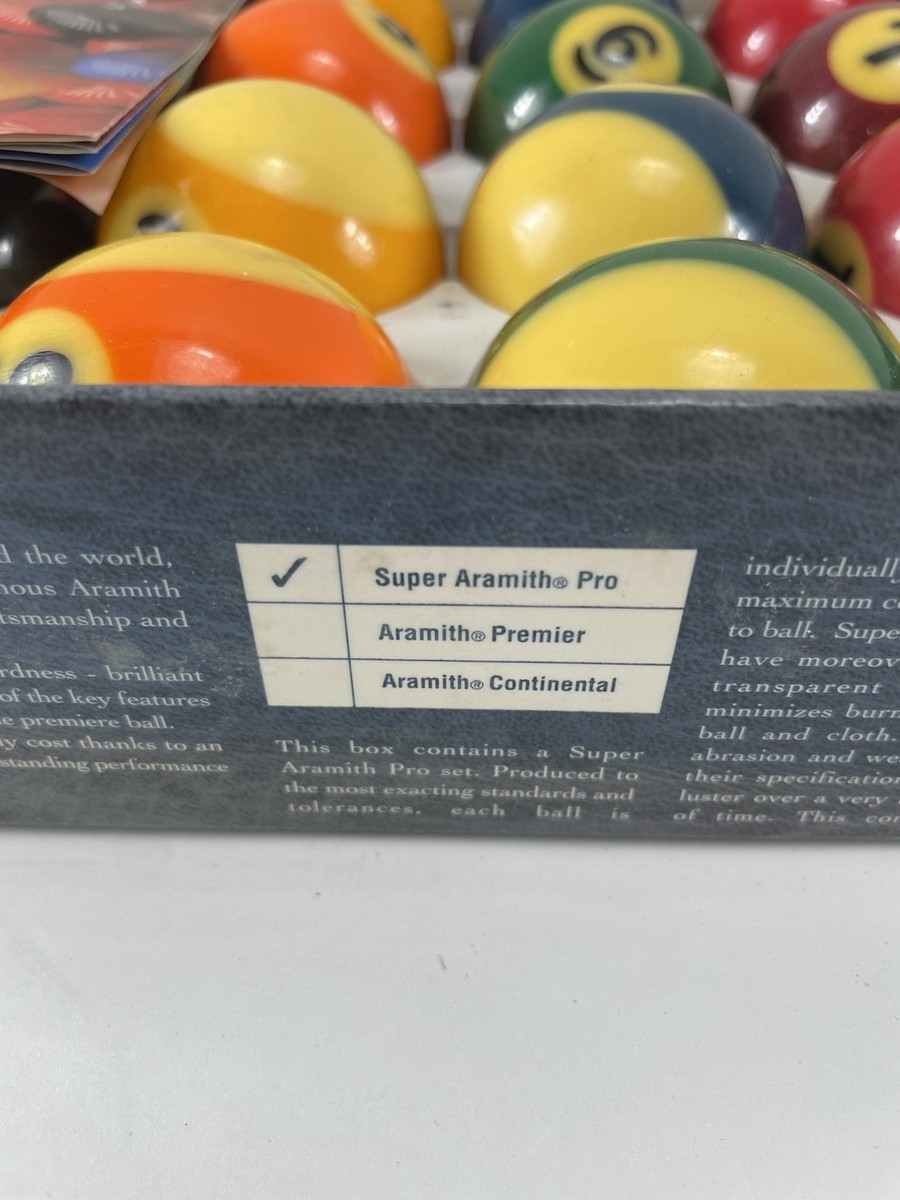 6
d the world,
nous Aramith
tsmanship and
rdness - brilliant
of the key features
e premiere ball.
y cost thanks to an
standing performance
✓ Super Aramith® Pro
Aramith® Premier
Aramith® Continental
This box contains a Super
Aramith Pro set. Produced to
the most exacting standards and
tolerances, each ball is
individually
maximum c
to ball. Supe
have moreov
transparent
minimizes burn
ball and cloth.
abrasion and we
their specification
luster over a very
of time. This con